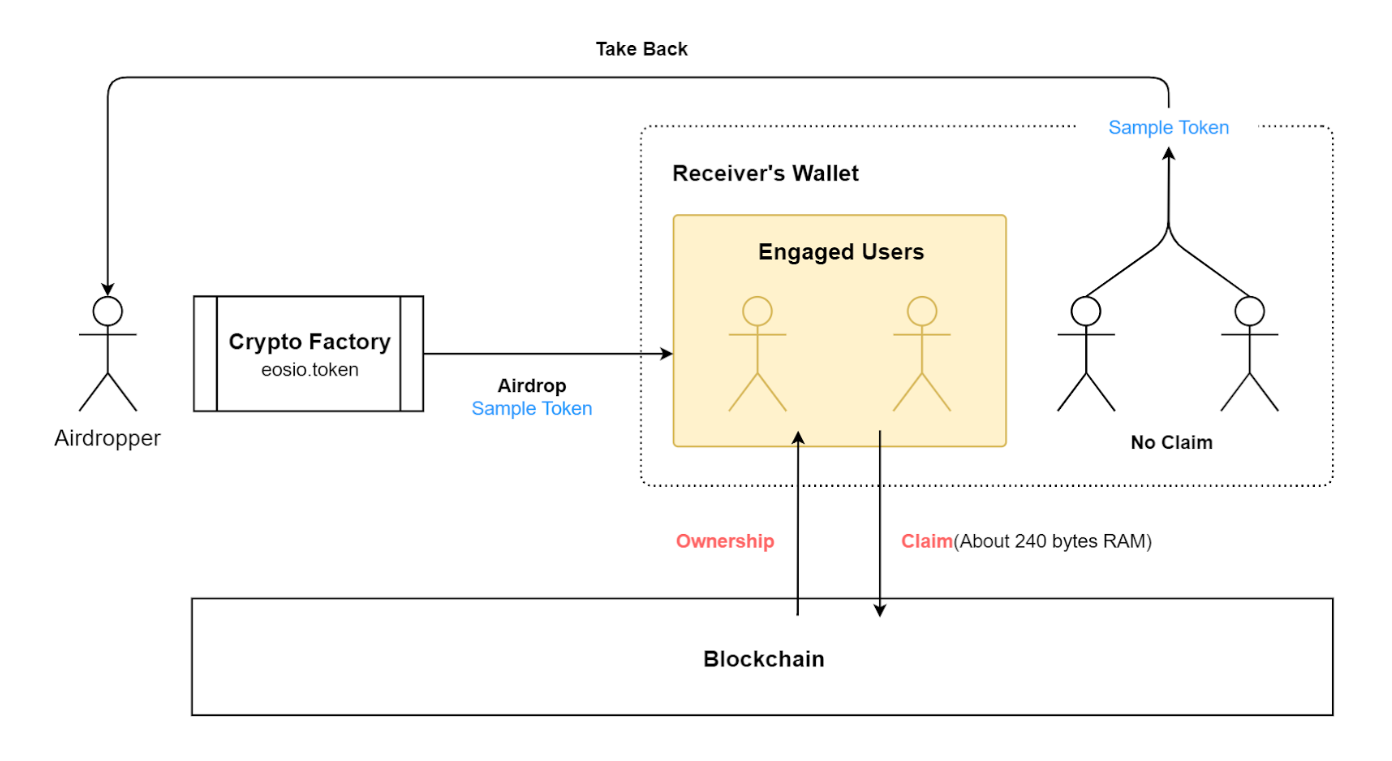 Take Back
Sample Token
Receiver's Wallet
Engaged Users
Crypto Factory
eosio.token
Airdrop
Sample Token
Airdropper
No Claim
Ownership
Claim(About 240 bytes RAM)
Blockchain